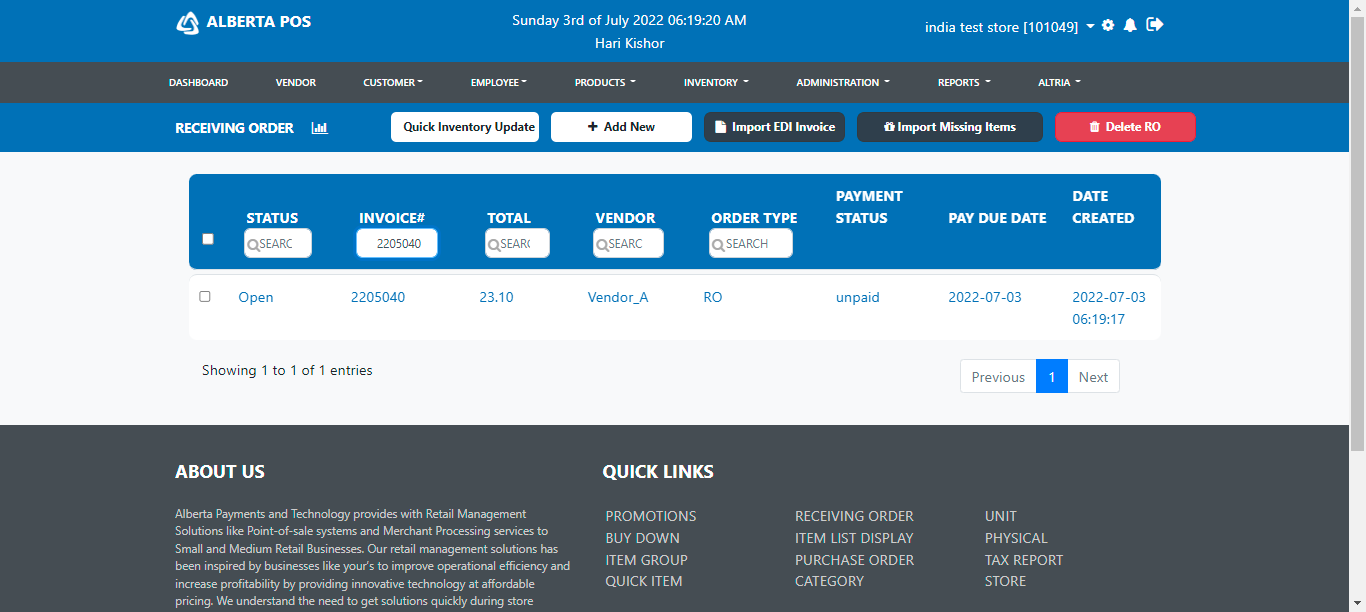 ALBERTA POS
Sunday 3rd of July 2022 06:19:20 AM
Hari Kishor
india test store [101049]
DASHBOARD VENDOR CUSTOMER EMPLOYEE PRODUCTS INVENTORY ADMINISTRATION REPORTS ALTRIA
RECEIVING ORDER Quick Inventory Update + Add New Import EDI Invoice Import Missing Items Delete RO
STATUS INVOICE# TOTAL VENDOR ORDER TYPE PAYMENT STATUS PAY DUE DATE DATE CREATED
SEARC 2205040 SEARC SEARC SEARCH
Open 2205040 23.10 Vendor_A RO unpaid 2022-07-03 2022-07-03
06:19:17
Showing 1 to 1 of 1 entries
Previous 1 Next
ABOUT US
Alberta Payments and Technology provides with Retail Management
Solutions like Point-of-sale systems and Merchant Processing services to
Small and Medium Retail Businesses. Our retail management solutions has
been inspired by businesses like your's to improve operational efficiency and
increase profitability by providing innovative technology at affordable
pricing. We understand the need to get solutions quickly during store
QUICK LINKS
PROMOTIONS RECEIVING ORDER UNIT
BUY DOWN ITEM LIST DISPLAY PHYSICAL
ITEM GROUP PURCHASE ORDER TAX REPORT
QUICK ITEM CATEGORY STORE